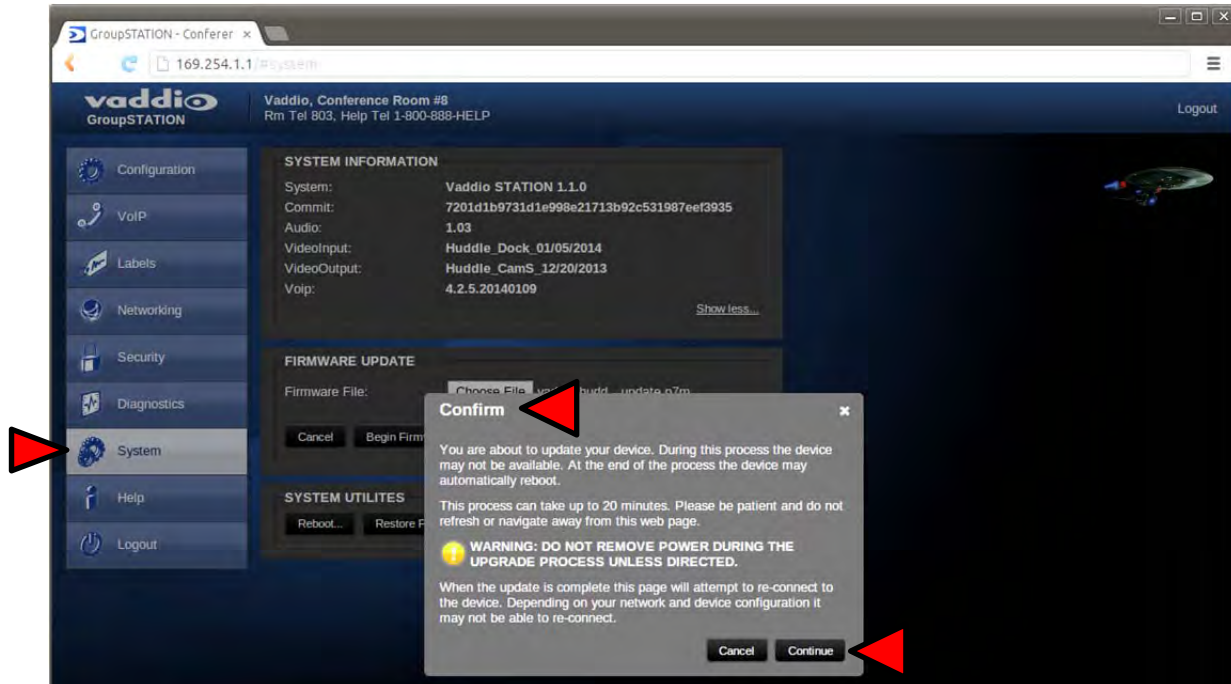 GroupSTATION - Conferer ×
169.254.1.1/#system
vaddio
GroupSTATION
Vaddio, Conference Room #8
Rm Tel 803, Help Tel 1-800-888-HELP
Logout
Configuration
VoIP
Labels
Networking
Security
Diagnostics
System
Help
Logout
SYSTEM INFORMATION
System: Vaddio STATION 1.1.0
Commit: 7201d1b9731d1e998e21713b92c531987eef3935
Audio: 1.03
VideoInput: Huddle_Dock_01/05/2014
VideoOutput: Huddle_CamS_12/20/2013
Voip: 4.2.5.20140109
Show less...
FIRMWARE UPDATE
Firmware File: Choose File update.p7m
Cancel Begin Firm
SYSTEM UTILITES
Reboot... Restore F
Confirm
You are about to update your device. During this process the device
may not be available. At the end of the process the device may
automatically reboot.
This process can take up to 20 minutes. Please be patient and do not
refresh or navigate away from this web page.
WARNING: DO NOT REMOVE POWER DURING THE
UPGRADE PROCESS UNLESS DIRECTED.
When the update is complete this page will attempt to re-connect to
the device. Depending on your network and device configuration it
may not be able to re-connect.
Cancel Continue